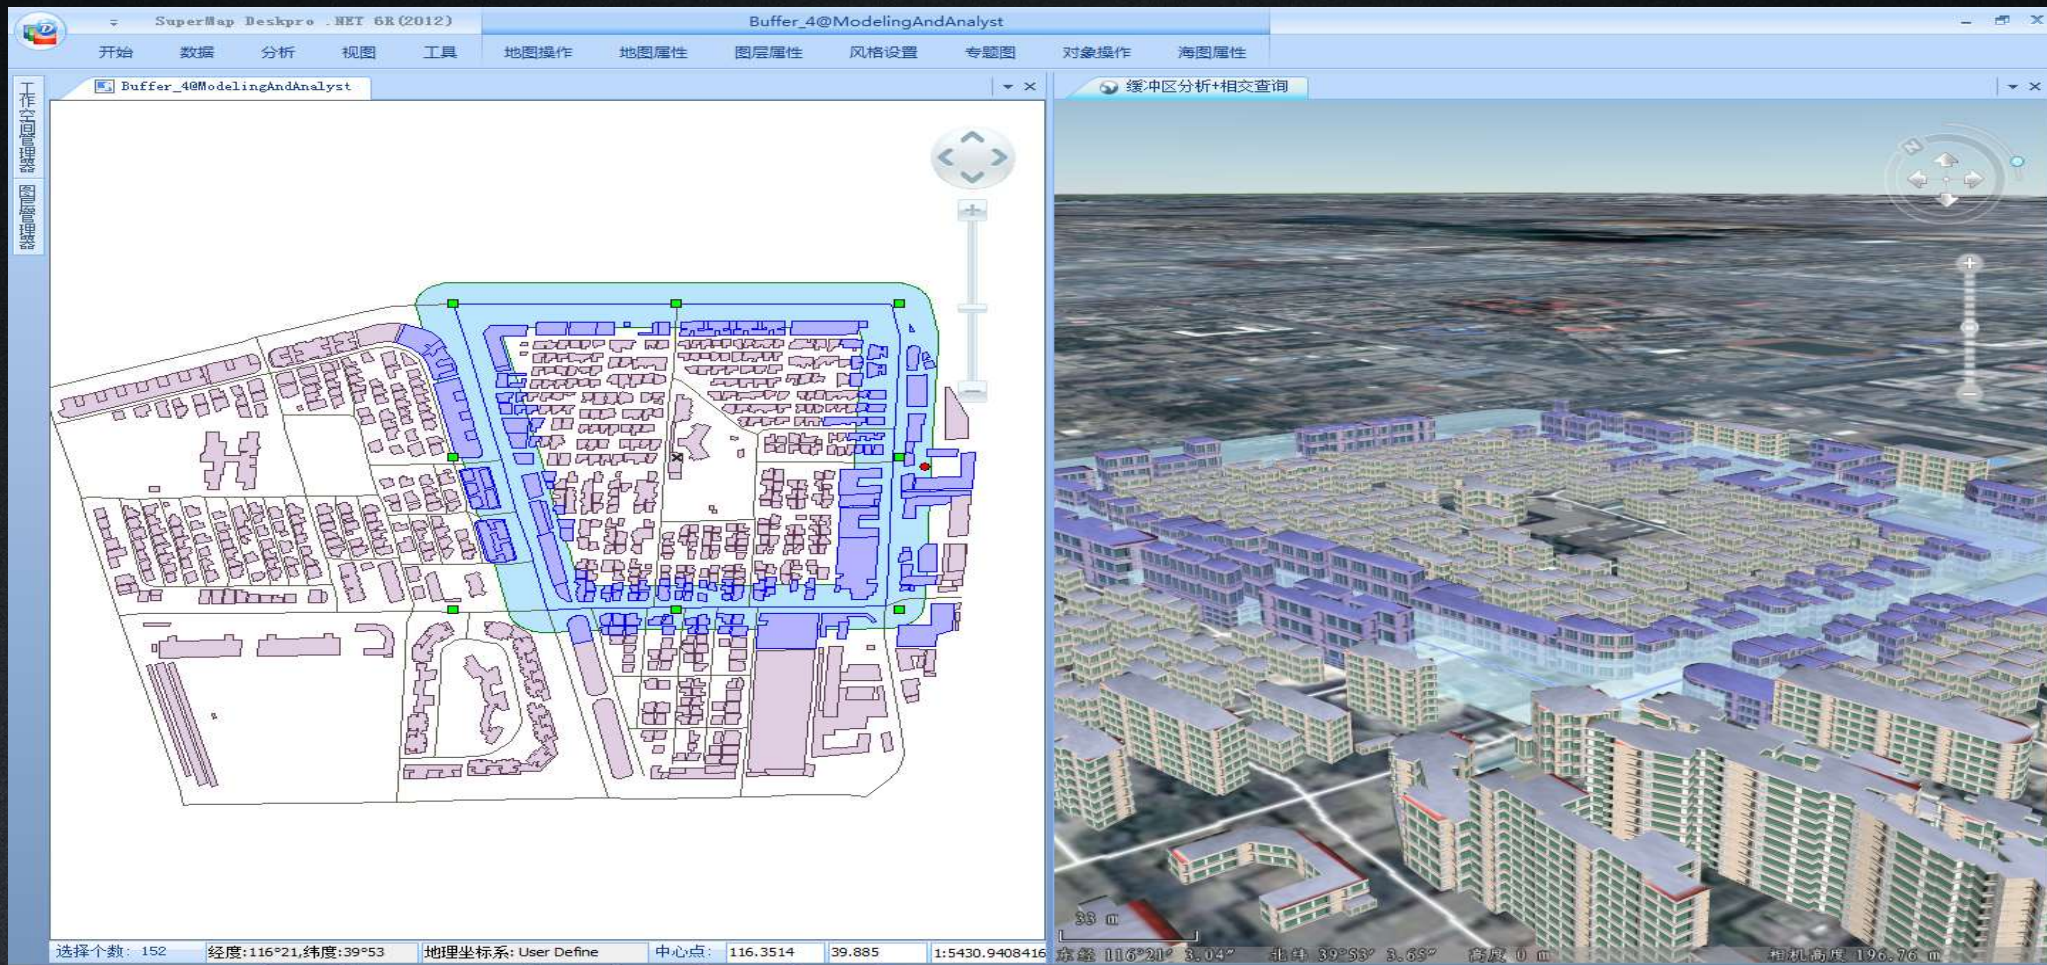 SuperMap Deskpro .NET 6R(2012)
Buffer_4@ModelingAndAnalyst
开始 数据 分析 视图 工具 地图操作 地图属性 图层属性 风格设置 专题图 对象操作 海图属性
工作空间管理器
图层管理器
Buffer_4@ModelingAndAnalyst
缓冲区分析+相交查询
N
33 m
选择个数: 152 经度:116°21,纬度:39°53 地理坐标系: User Define 中心点: 116.3514 39.885 1:5430.9408416
东经 116°21′ 3.04″ 北纬 39°53′ 3.65″ 高度 0 m 相机高度 196.76 m